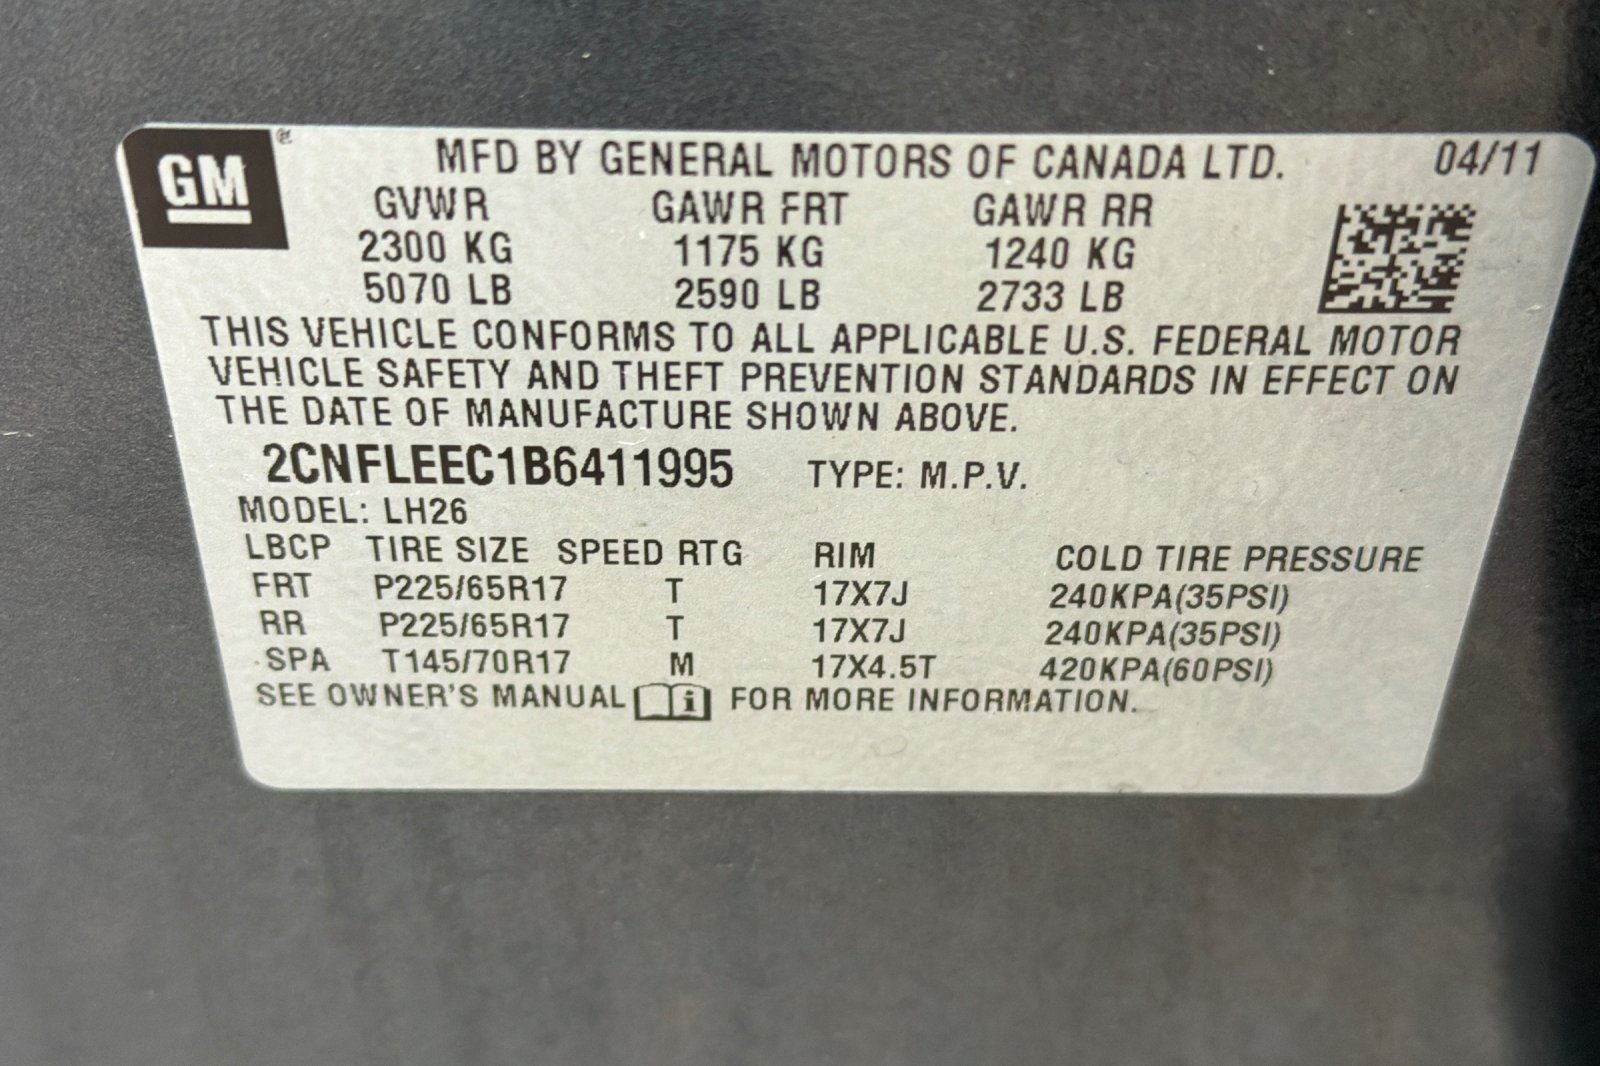 GM ®
MFD BY GENERAL MOTORS OF CANADA LTD. 04/11
GVWR GAWR FRT GAWR RR
2300 KG 1175 KG 1240 KG
5070 LB 2590 LB 2733 LB
THIS VEHICLE CONFORMS TO ALL APPLICABLE U.S. FEDERAL MOTOR
VEHICLE SAFETY AND THEFT PREVENTION STANDARDS IN EFFECT ON
THE DATE OF MANUFACTURE SHOWN ABOVE.
2CNFLEEC1B6411995 TYPE: M.P.V.
MODEL: LH26
LBCP TIRE SIZE SPEED RTG RIM COLD TIRE PRESSURE
FRT P225/65R17 T 17X7J 240KPA(35PSI)
RR P225/65R17 T 17X7J 240KPA(35PSI)
SPA T145/70R17 M 17X4.5T 420KPA(60PSI)
SEE OWNER'S MANUAL i FOR MORE INFORMATION.